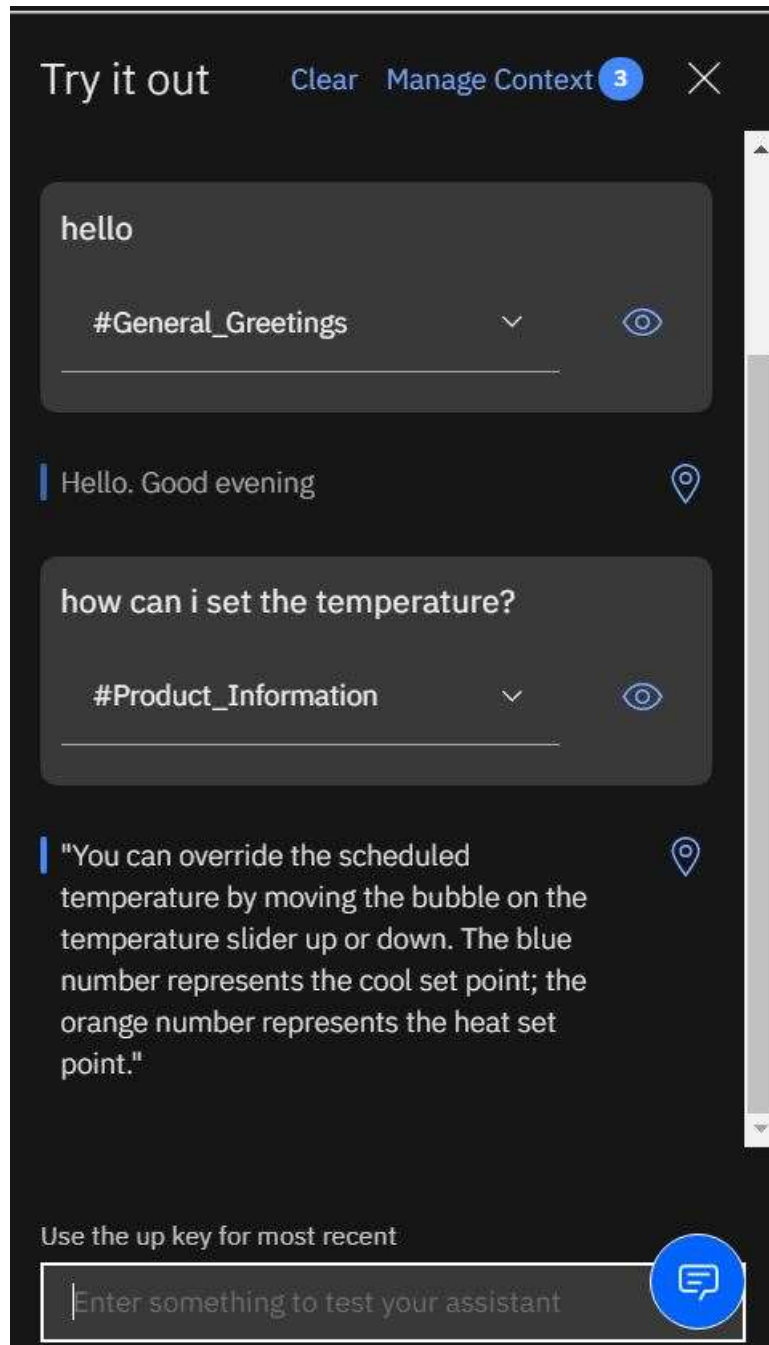 Try it out Clear Manage Context 3
hello
#General_Greetings
Hello. Good evening
how can i set the temperature?
#Product_Information
"You can override the scheduled
temperature by moving the bubble on the
temperature slider up or down. The blue
number represents the cool set point; the
orange number represents the heat set
point."
Use the up key for most recent
Enter something to test your assistant